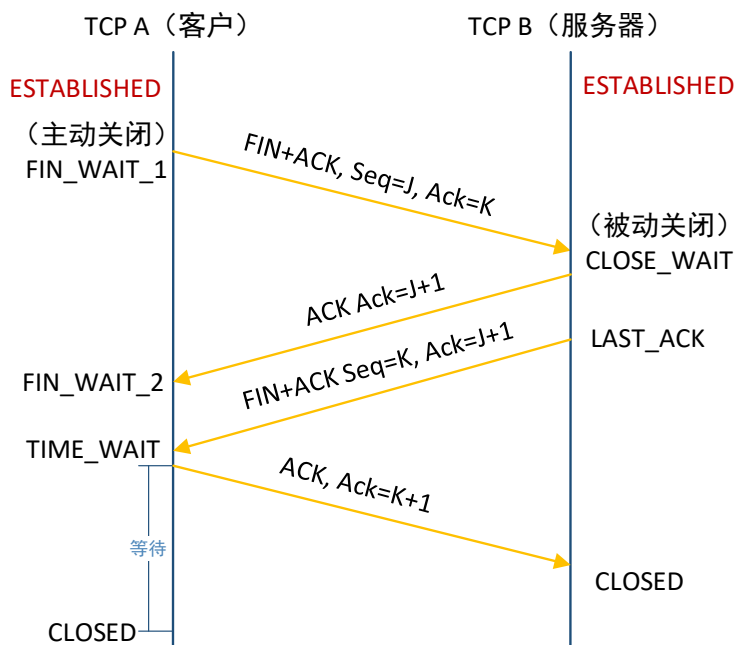 TCP A（客户）
TCP B（服务器）
ESTABLISHED
ESTABLISHED
（主动关闭）
FIN_WAIT_1
FIN+ACK, Seq=J, Ack=K
（被动关闭）
CLOSE_WAIT
ACK Ack=J+1
LAST_ACK
FIN+ACK Seq=K, Ack=J+1
FIN_WAIT_2
TIME_WAIT
ACK, Ack=K+1
等待
CLOSED
CLOSED